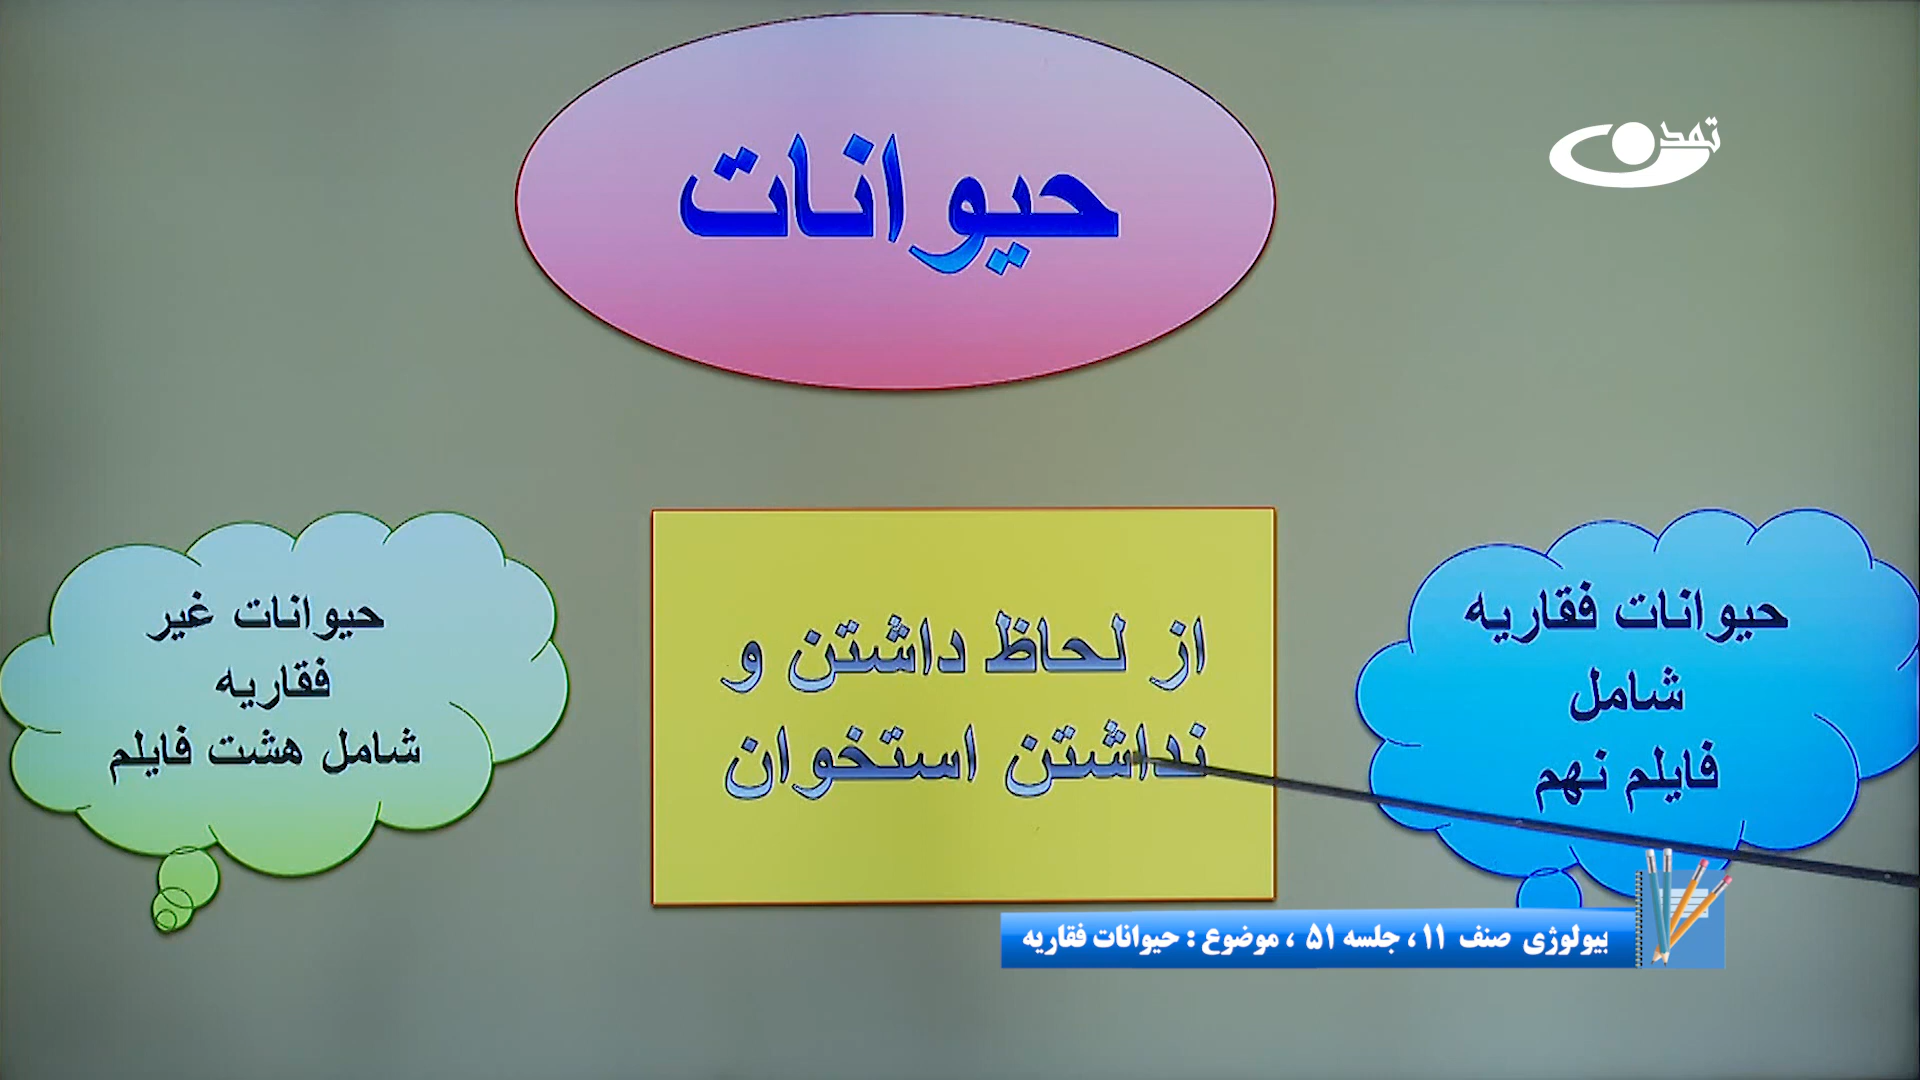 حیوانات
تمدن
حیوانات فقاریه
شامل
فایلم نهم
از لحاظ داشتن و
نداشتن استخوان
حیوانات غیر
فقاریه
شامل هشت فایلم
بیولوژی صنف ۱۱ ، جلسه ۵۱ ، موضوع : حیوانات فقاریه